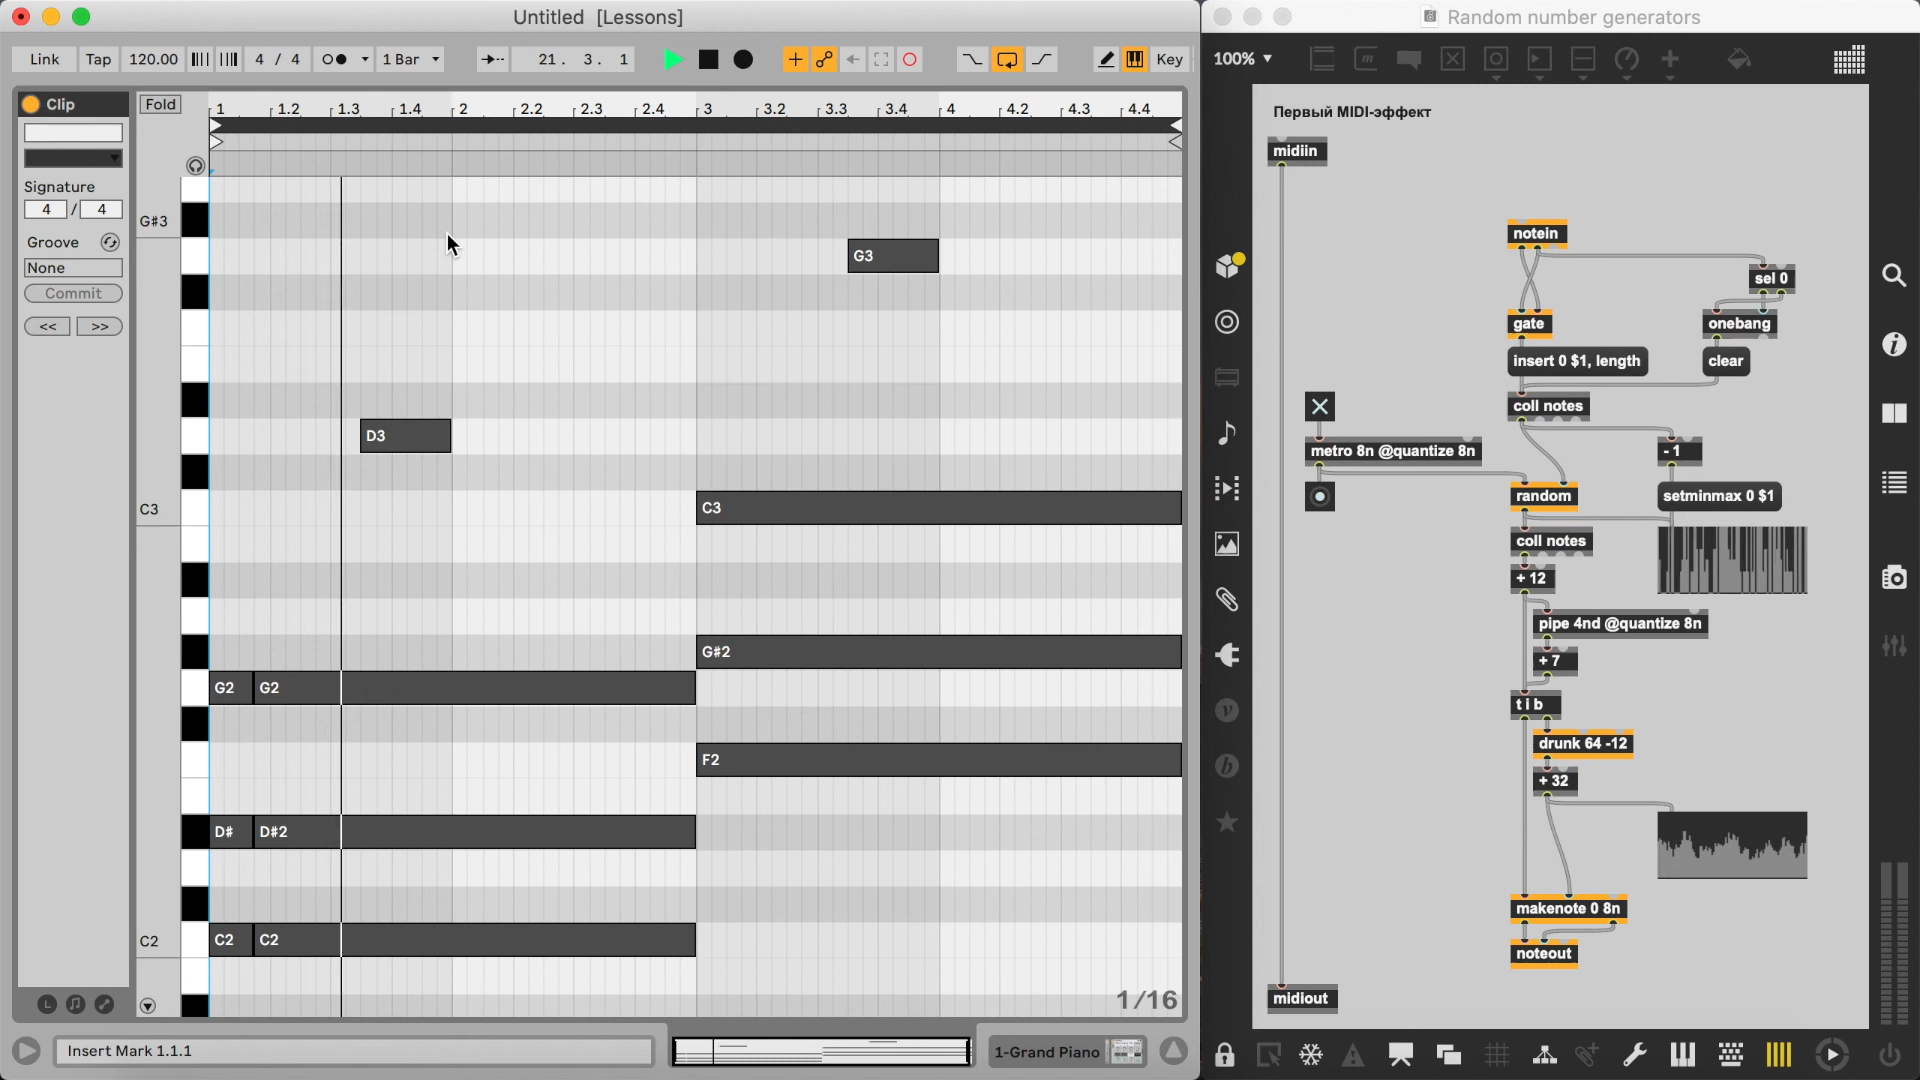 Untitled [Lessons]
Link Tap 120.00 4 / 4 1 Bar 21. 3. 1 Key
Clip
Fold
1 1.2 1.3 1.4 2 2.2 2.3 2.4 3 3.2 3.3 3.4 4 4.2 4.3 4.4
Signature
4 / 4
Groove
None
Commit
<< >>
G#3
G3
D3
C3
C3
G#2
G2 G2
F2
D# D#2
C2
C2 C2
1/16
Insert Mark 1.1.1
1-Grand Piano
Random number generators
100%
Первый MIDI-эффект
midiin
notein
sel 0
gate
onebang
insert 0 $1, length
clear
coll notes
metro 8n @quantize 8n
- 1
random
setminmax 0 $1
coll notes
+ 12
pipe 4nd @quantize 8n
+ 7
t i b
drunk 64 -12
+ 32
makenote 0 8n
noteout
midiout